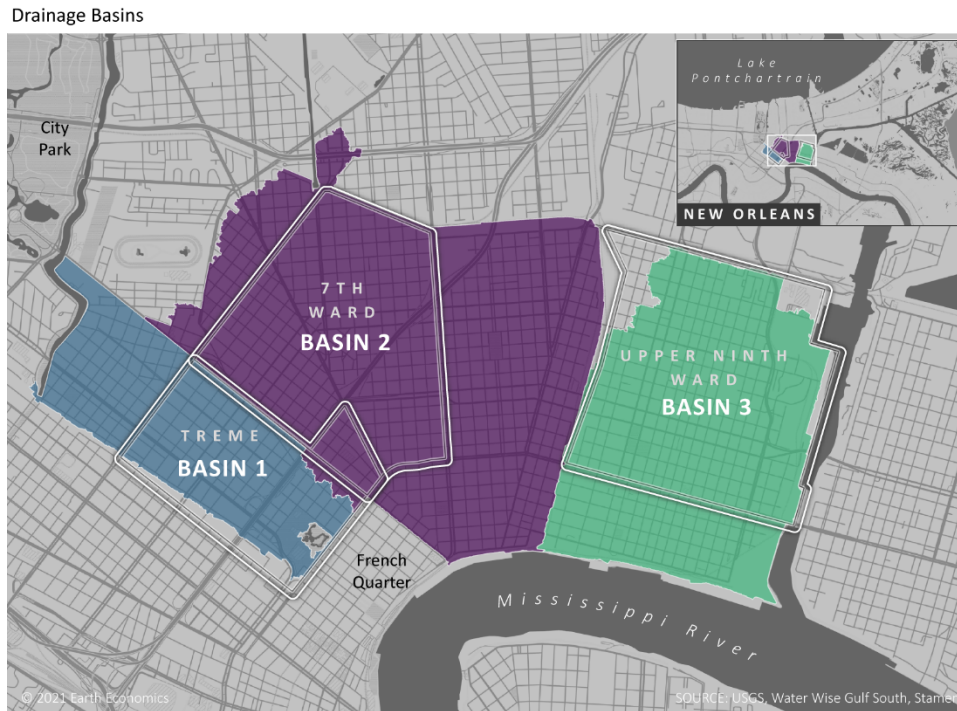 Drainage Basins
Lake
Pontchartrain
NEW ORLEANS
City
Park
7TH
WARD
BASIN 2
UPPER NINTH
WARD
BASIN 3
TREME
BASIN 1
French
Quarter
Mississippi River
© 2021 Earth Economics
SOURCE: USGS, Water Wise Gulf South, Stamen